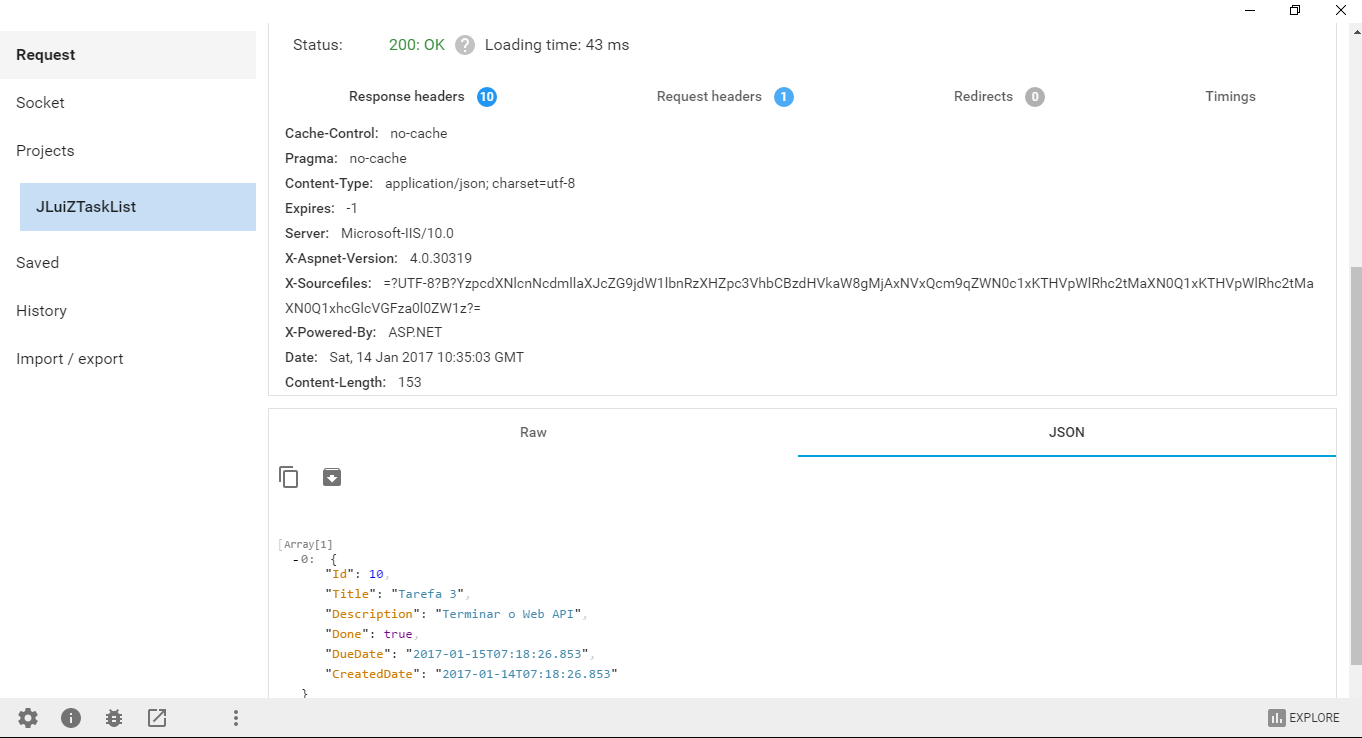 Request
Socket
Projects
JLuiZTaskList
Saved
History
Import / export
Status: 200: OK ? Loading time: 43 ms
Response headers 10 Request headers 1 Redirects 0 Timings
Cache-Control: no-cache
Pragma: no-cache
Content-Type: application/json; charset=utf-8
Expires: -1
Server: Microsoft-IIS/10.0
X-Aspnet-Version: 4.0.30319
X-Sourcefiles: =?UTF-8?B?YzpcdXNlcnNcdmllaXJcZG9jdW1lbnRzXHZpc3VhbCBzdHVkaW8gMjAxNVxQcm9qZWN0c1xKTHVpWlRhc2tMaXN0Q1xKTHVpWlRhc2tMa
XN0Q1xhcGlcVGFza0l0ZW1z?=
X-Powered-By: ASP.NET
Date: Sat, 14 Jan 2017 10:35:03 GMT
Content-Length: 153
Raw JSON
[Array[1]
-0: {
"Id": 10,
"Title": "Tarefa 3",
"Description": "Terminar o Web API",
"Done": true,
"DueDate": "2017-01-15T07:18:26.853",
"CreatedDate": "2017-01-14T07:18:26.853"
}
EXPLORE